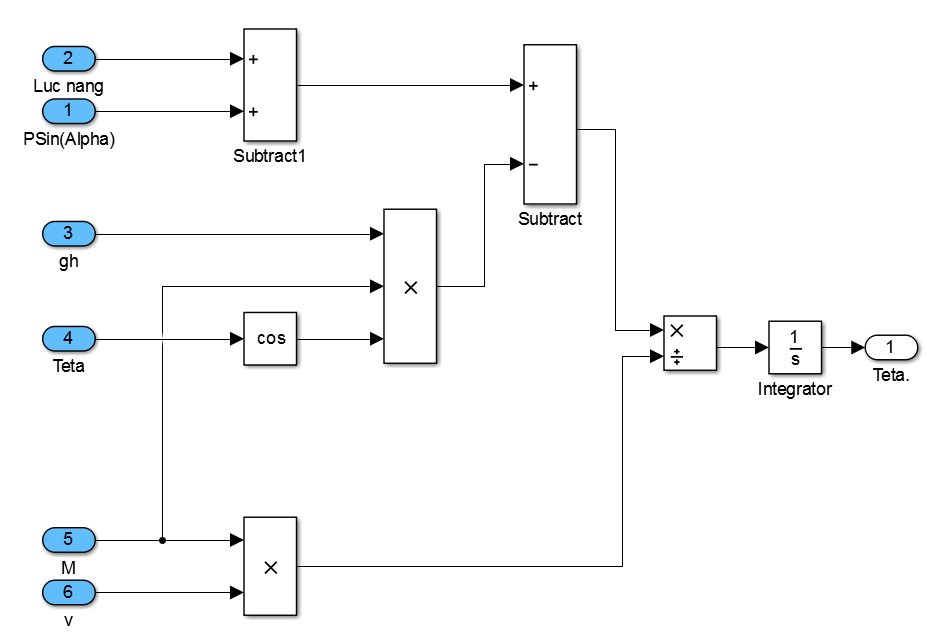 2
Luc nang
1
PSin(Alpha)
+
+
Subtract1
+
−
Subtract
3
gh
×
4
Teta
cos
×
÷
1
s
Integrator
1
Teta.
5
M
6
v
×